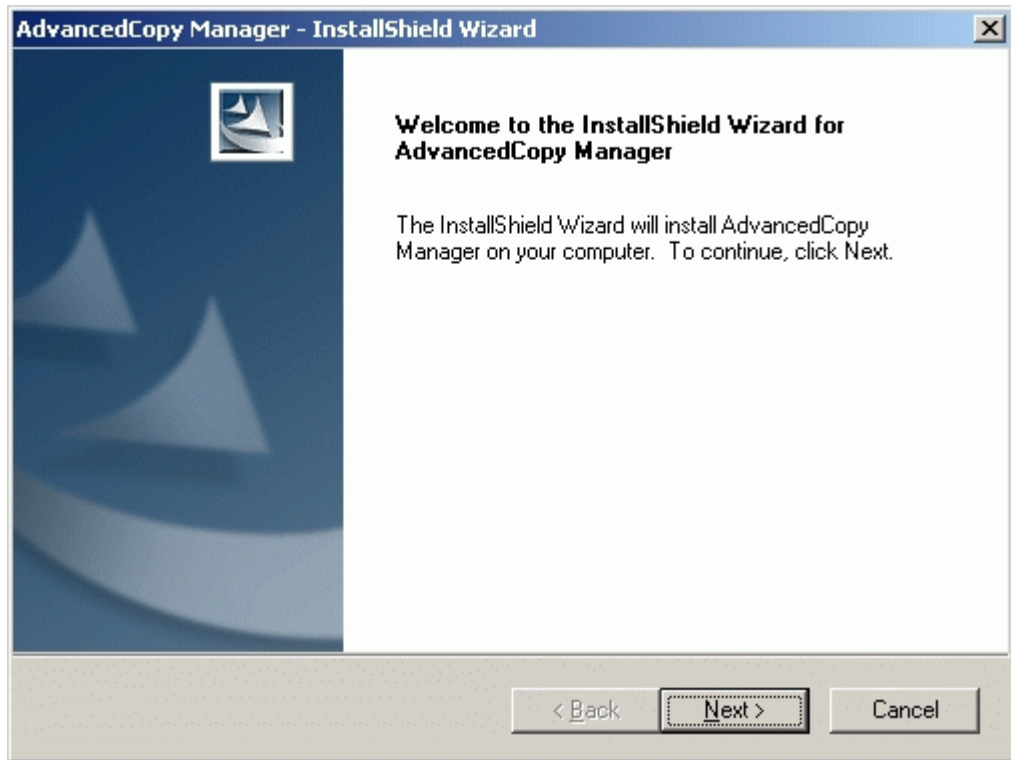 AdvancedCopy Manager - InstallShield Wizard
Welcome to the InstallShield Wizard for
AdvancedCopy Manager
The InstallShield Wizard will install AdvancedCopy
Manager on your computer.  To continue, click Next.
< Back
Next >
Cancel